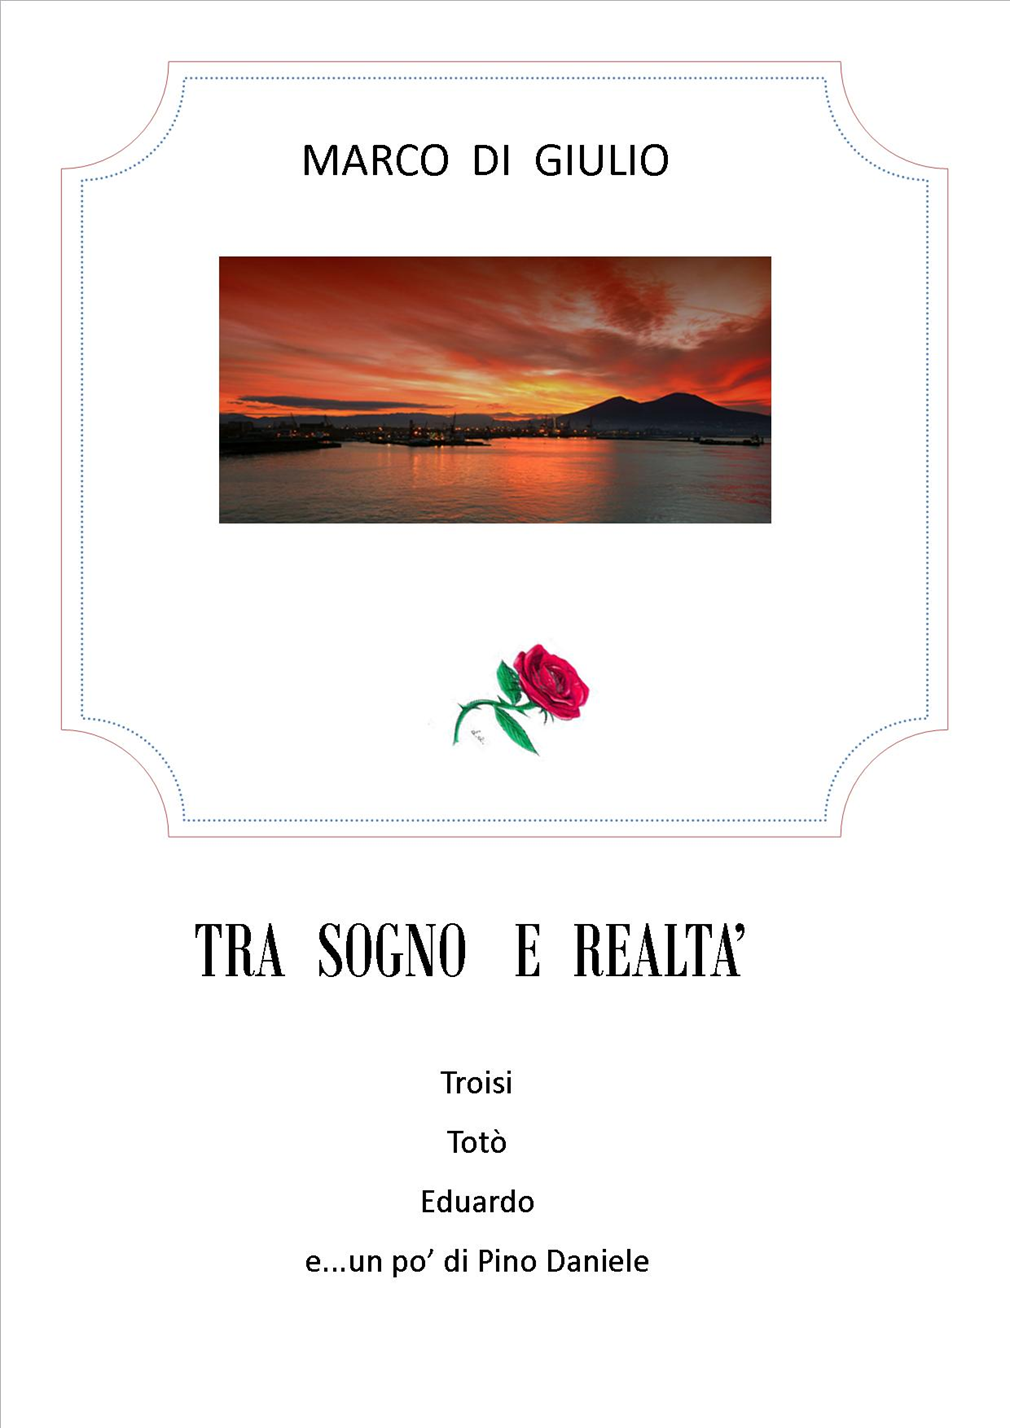 MARCO DI GIULIO
TRA SOGNO E REALTA’
Troisi
Totò
Eduardo
e...un po’ di Pino Daniele